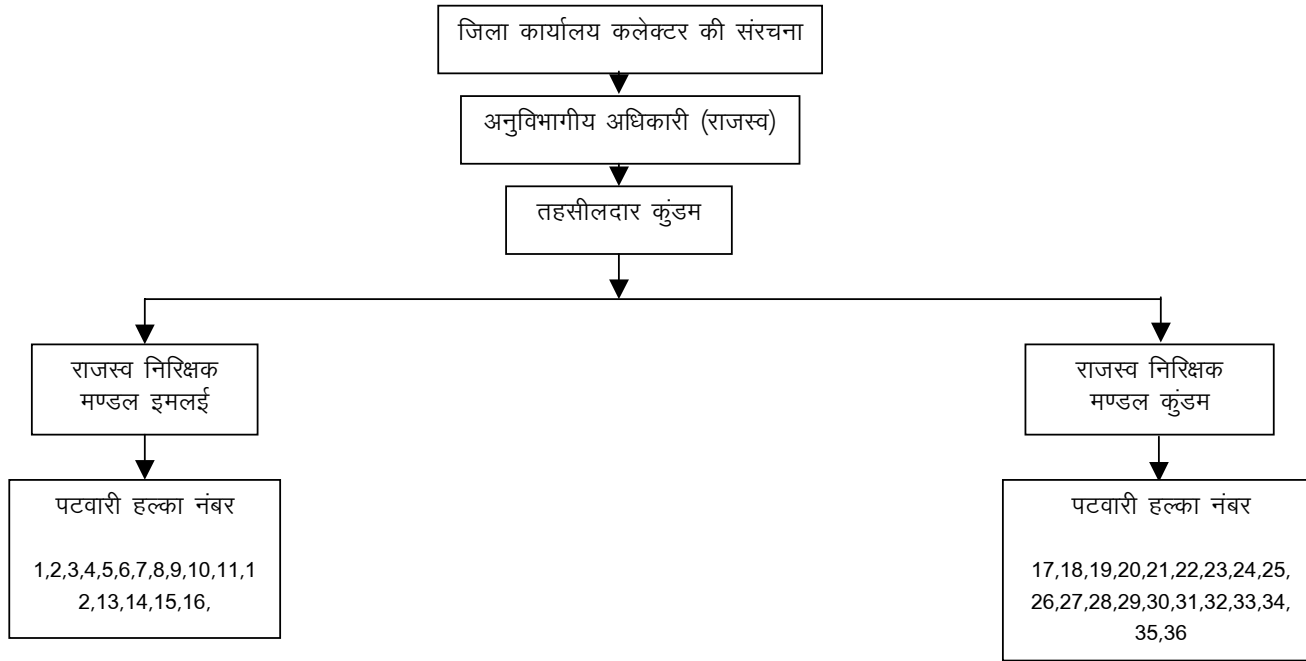 जिला कार्यालय कलेक्टर की संरचना
अनुविभागीय अधिकारी (राजस्व)
तहसीलदार कुंडम
राजस्व निरिक्षक
मण्डल इमलई
पटवारी हल्का नंबर
1,2,3,4,5,6,7,8,9,10,11,1
2,13,14,15,16,
राजस्व निरिक्षक
मण्डल कुंडम
पटवारी हल्का नंबर
17,18,19,20,21,22,23,24,25,
26,27,28,29,30,31,32,33,34,
35,36